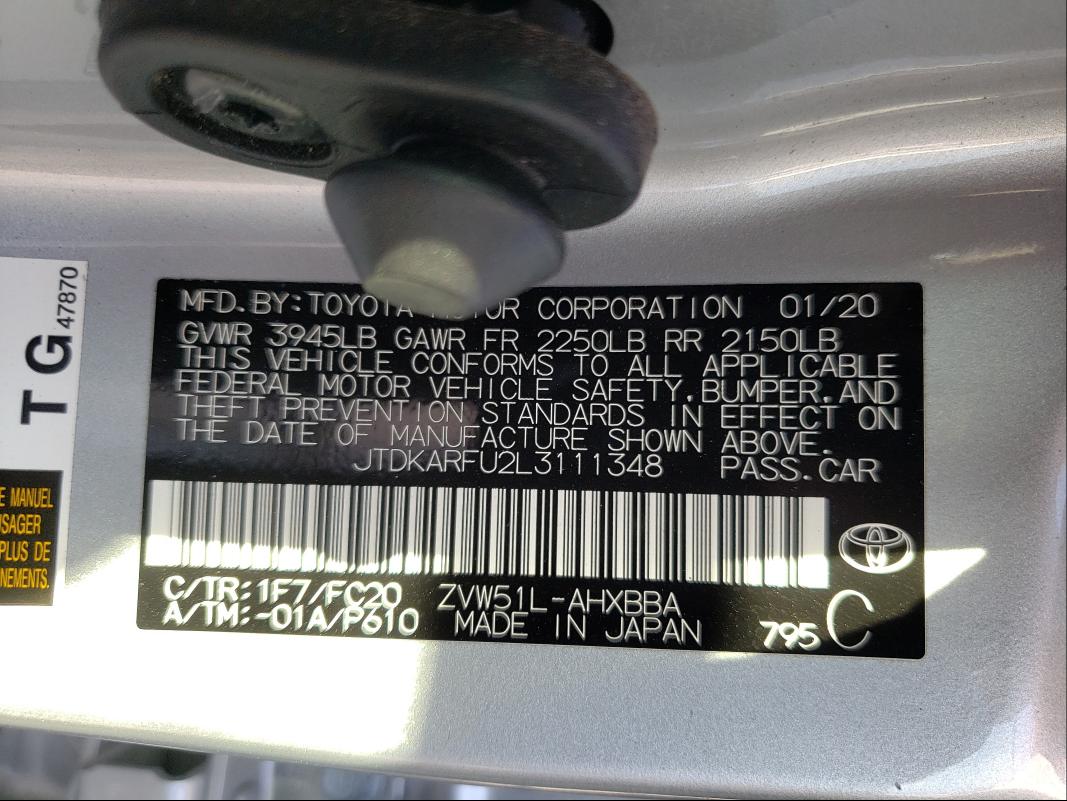 MFD. BY: TOYOTA MOTOR CORPORATION 01/20
GVWR 3945LB GAWR FR 2250LB RR 2150LB
THIS VEHICLE CONFORMS TO ALL APPLICABLE
FEDERAL MOTOR VEHICLE SAFETY, BUMPER, AND
THEFT PREVENTION STANDARDS IN EFFECT ON
THE DATE OF MANUFACTURE SHOWN ABOVE.
JTDKARFU2L3111348 PASS. CAR
C/TR: 1F7/FC20 ZVW51L-AHXBBA
A/TM: -01A/P610 MADE IN JAPAN 795 C
T G 47870
E MANUEL
USAGER
PLUS DE
NEMENTS.